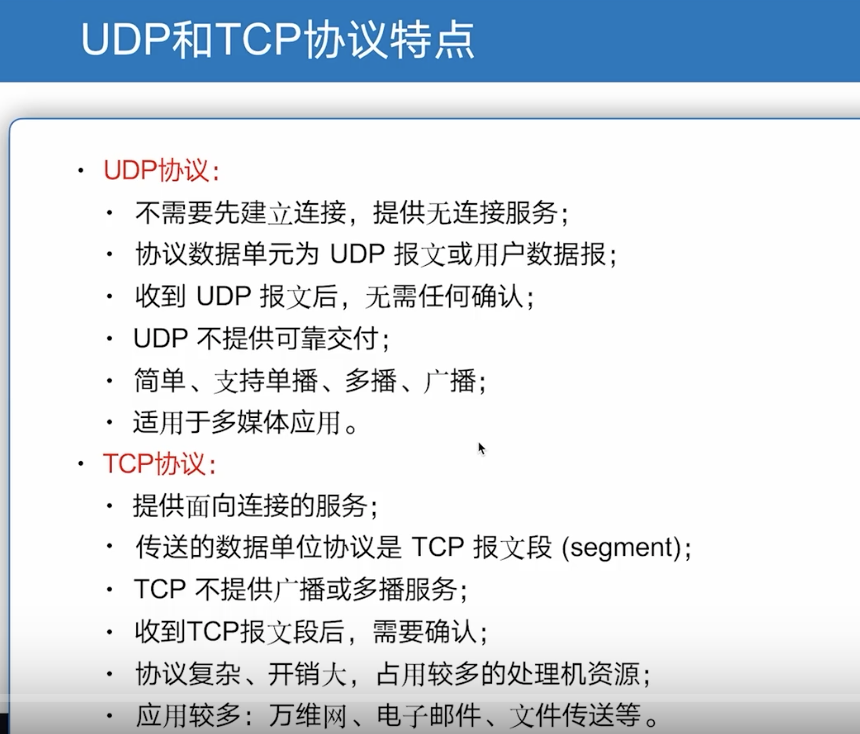 UDP和TCP协议特点
• UDP协议：
• 不需要先建立连接，提供无连接服务；
• 协议数据单元为 UDP 报文或用户数据报；
• 收到 UDP 报文后，无需任何确认；
• UDP 不提供可靠交付；
• 简单、支持单播、多播、广播；
• 适用于多媒体应用。
• TCP协议：
• 提供面向连接的服务；
• 传送的数据单位协议是 TCP 报文段 (segment)；
• TCP 不提供广播或多播服务；
• 收到TCP报文段后，需要确认；
• 协议复杂、开销大，占用较多的处理机资源；
• 应用较多：万维网、电子邮件、文件传送等。